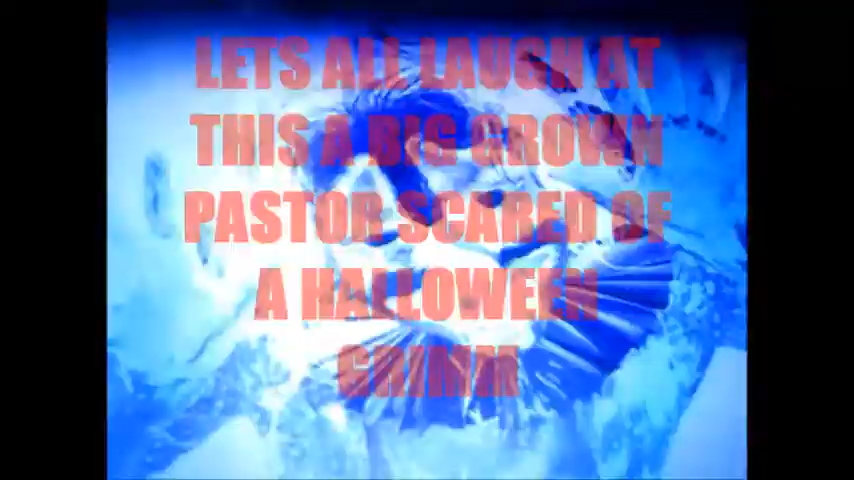 LETS ALL LAUGH AT
THIS A BIG GROWN
PASTOR SCARED OF
A HALLOWEEN
GRIMM